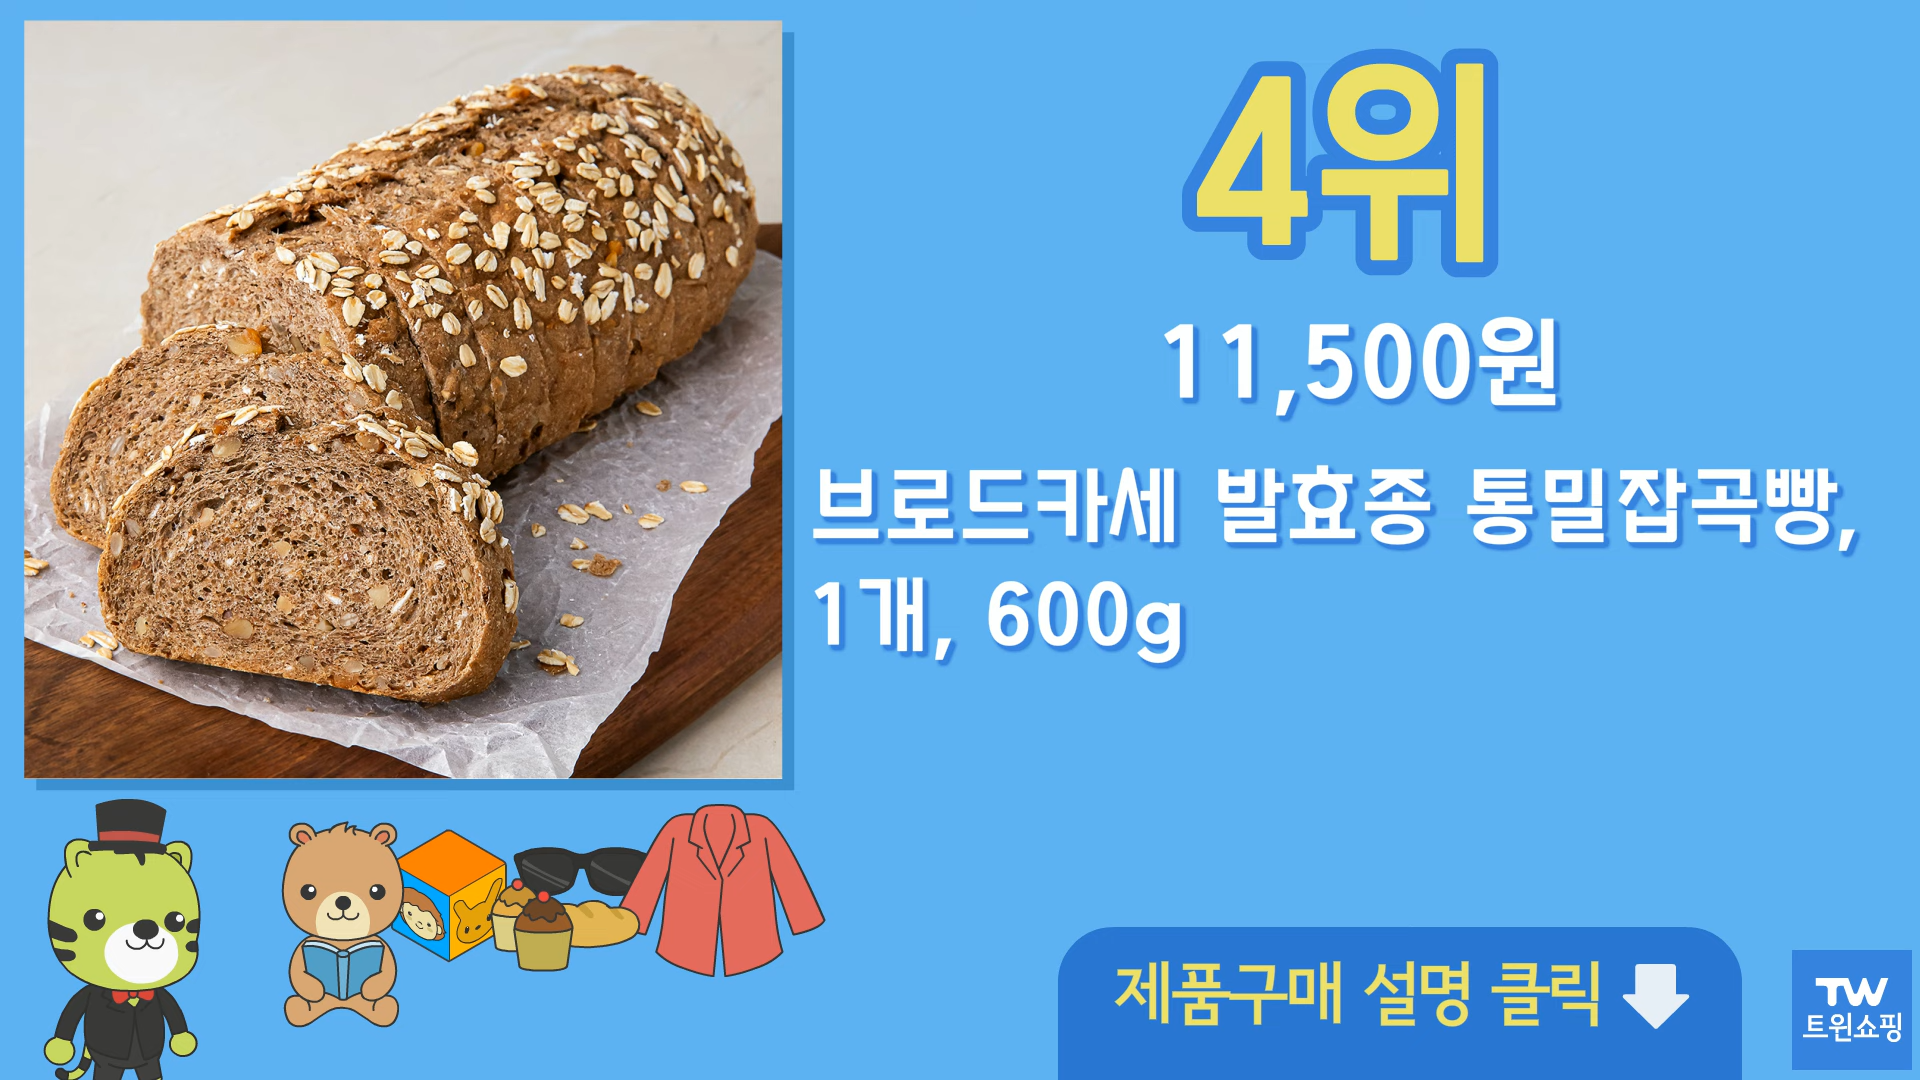 4위
11,500원
브로드카세 발효종 통밀잡곡빵,
1개, 600g
제품구매 설명 클릭
TW
트윈쇼핑